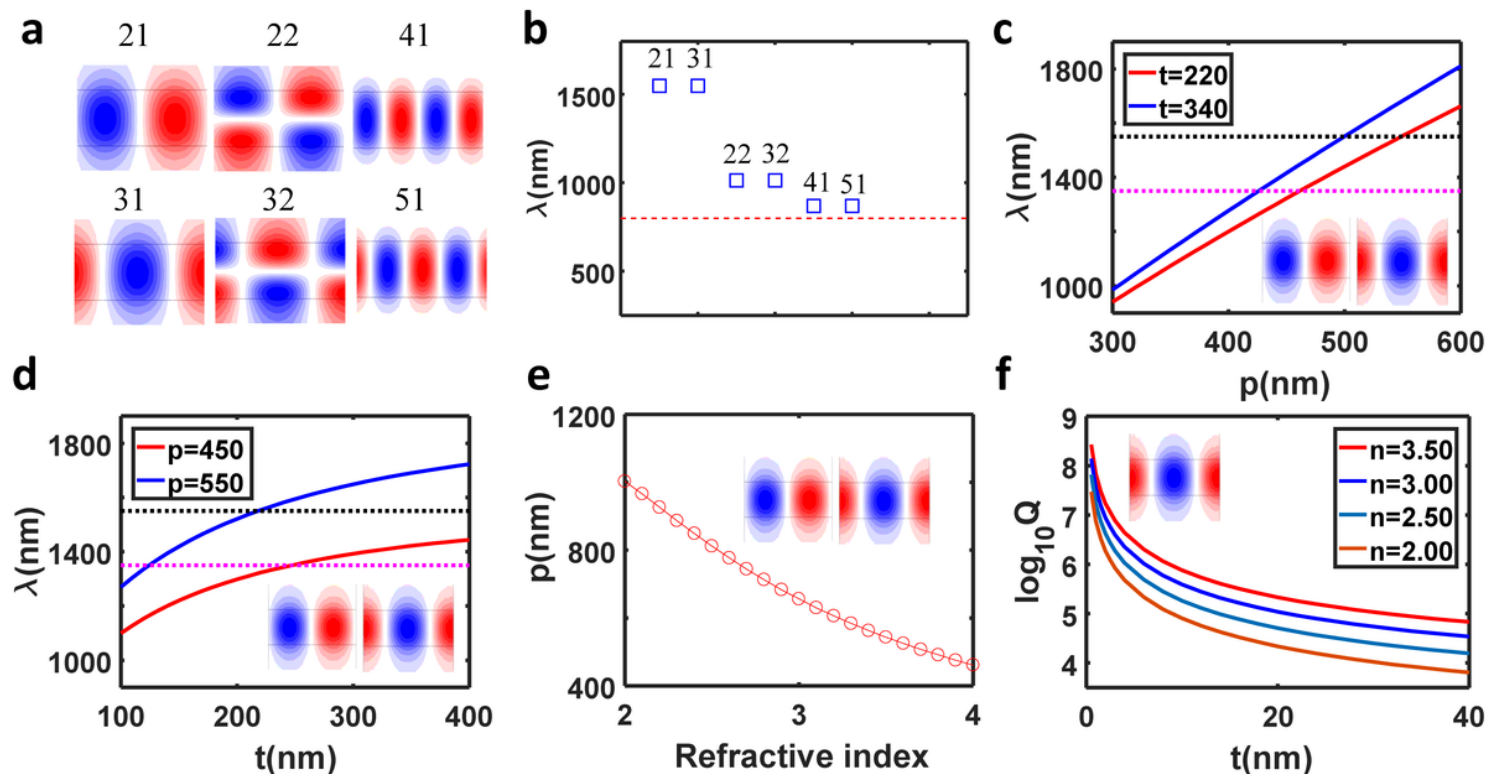 a
21 22 41
31 32 51
b
λ(nm)
1500
1000
500
21 31
22 32
41 51
c
λ(nm)
1800
1400
1000
t=220
t=340
300 400 500 600
p(nm)
d
λ(nm)
1800
1400
1000
p=450
p=550
100 200 300 400
t(nm)
e
p(nm)
1200
800
400
2 3 4
Refractive index
f
log10Q
9
8
7
6
5
4
n=3.50
n=3.00
n=2.50
n=2.00
0 20 40
t(nm)